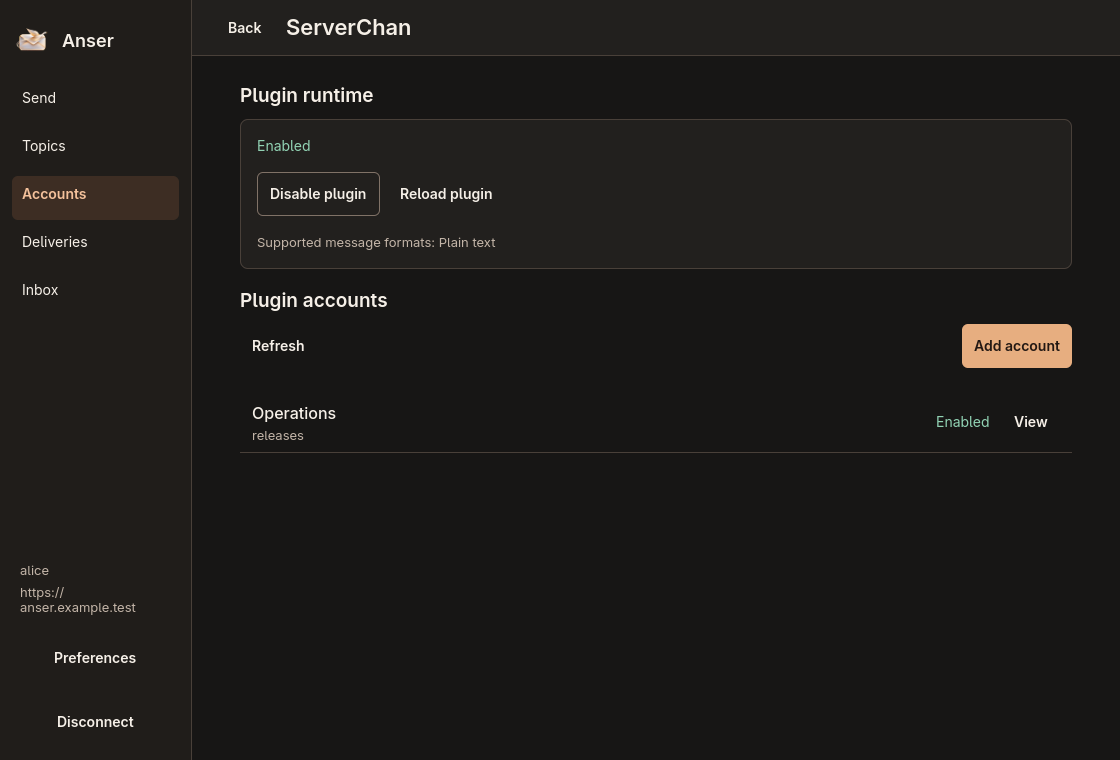 Anser
Send
Topics
Accounts
Deliveries
Inbox
alice
https://
anser.example.test
Preferences
Disconnect
Back
ServerChan
Plugin runtime
Enabled
Disable plugin
Reload plugin
Supported message formats: Plain text
Plugin accounts
Refresh
Add account
Operations
releases
Enabled
View